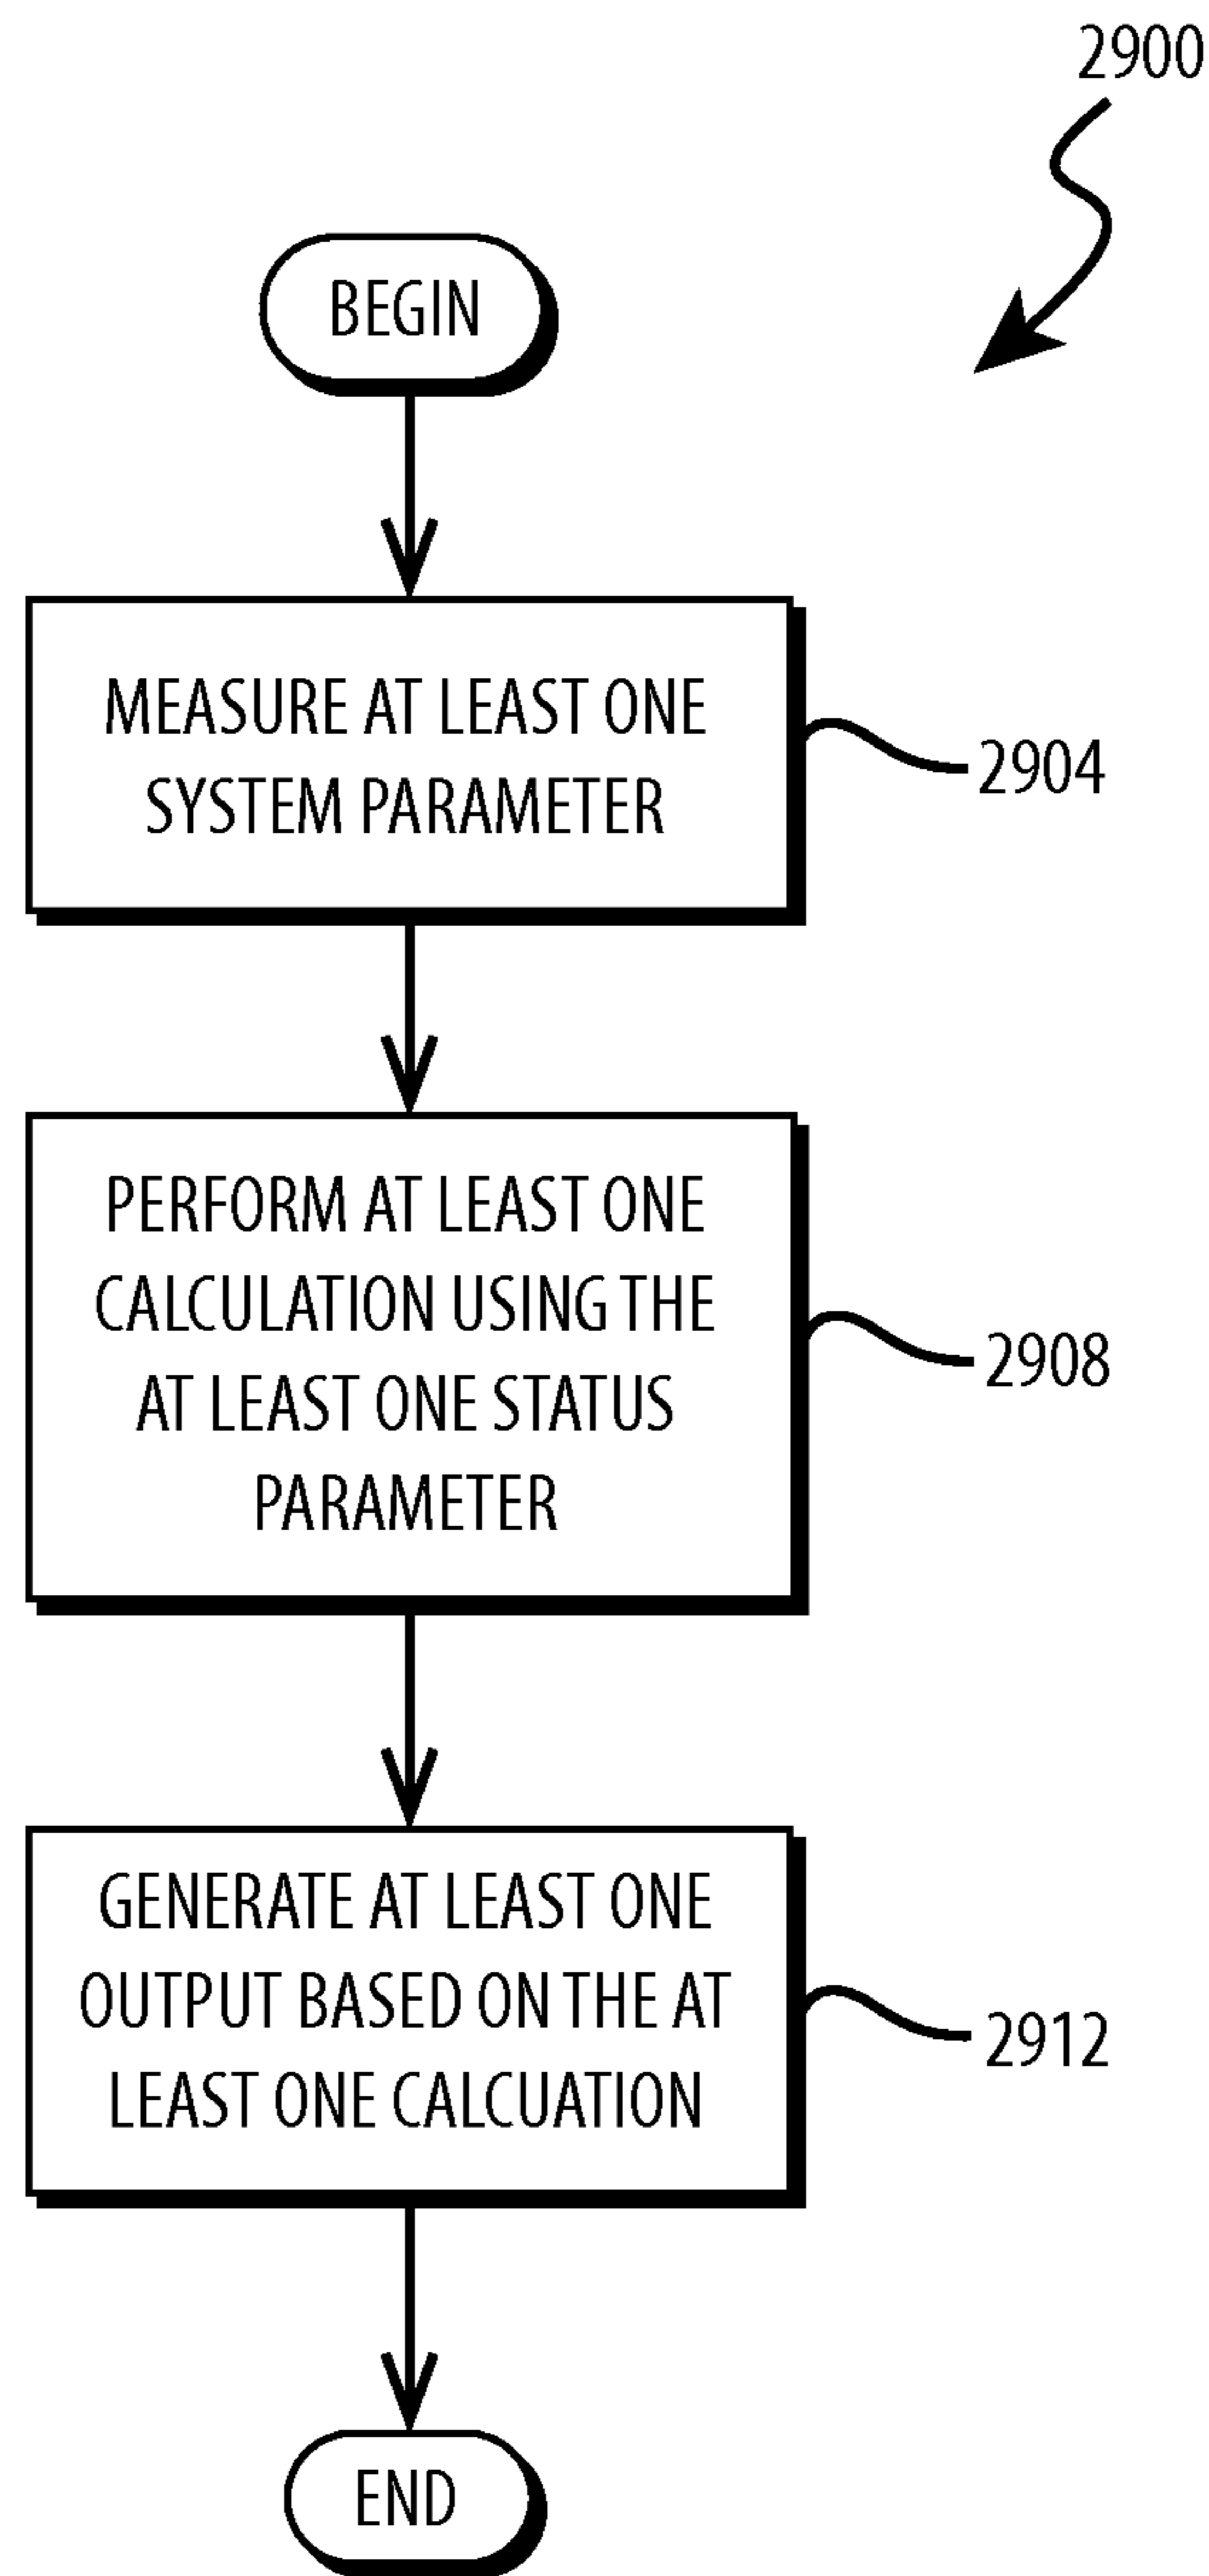 2900
BEGIN
MEASURE AT LEAST ONE
SYSTEM PARAMETER
2904
PERFORM AT LEAST ONE
CALCULATION USING THE
AT LEAST ONE STATUS
PARAMETER
2908
GENERATE AT LEAST ONE
OUTPUT BASED ON THE AT
LEAST ONE CALCUATION
2912
END